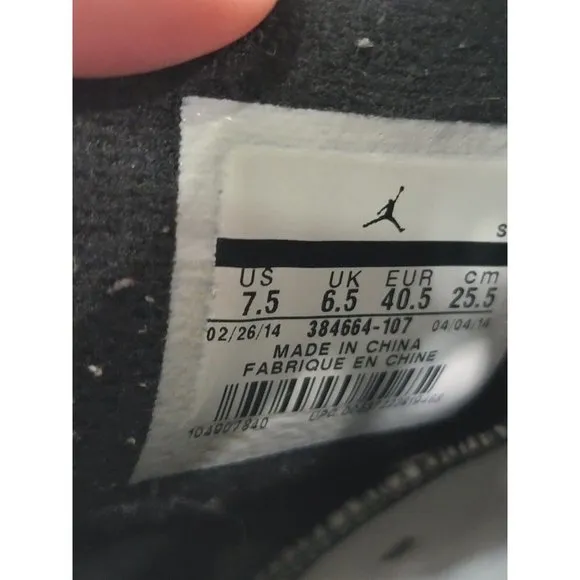 S
US UK EUR cm
7.5 6.5 40.5 25.5
02/26/14 384664-107 04/04/14
MADE IN CHINA
FABRIQUE EN CHINE
104907840